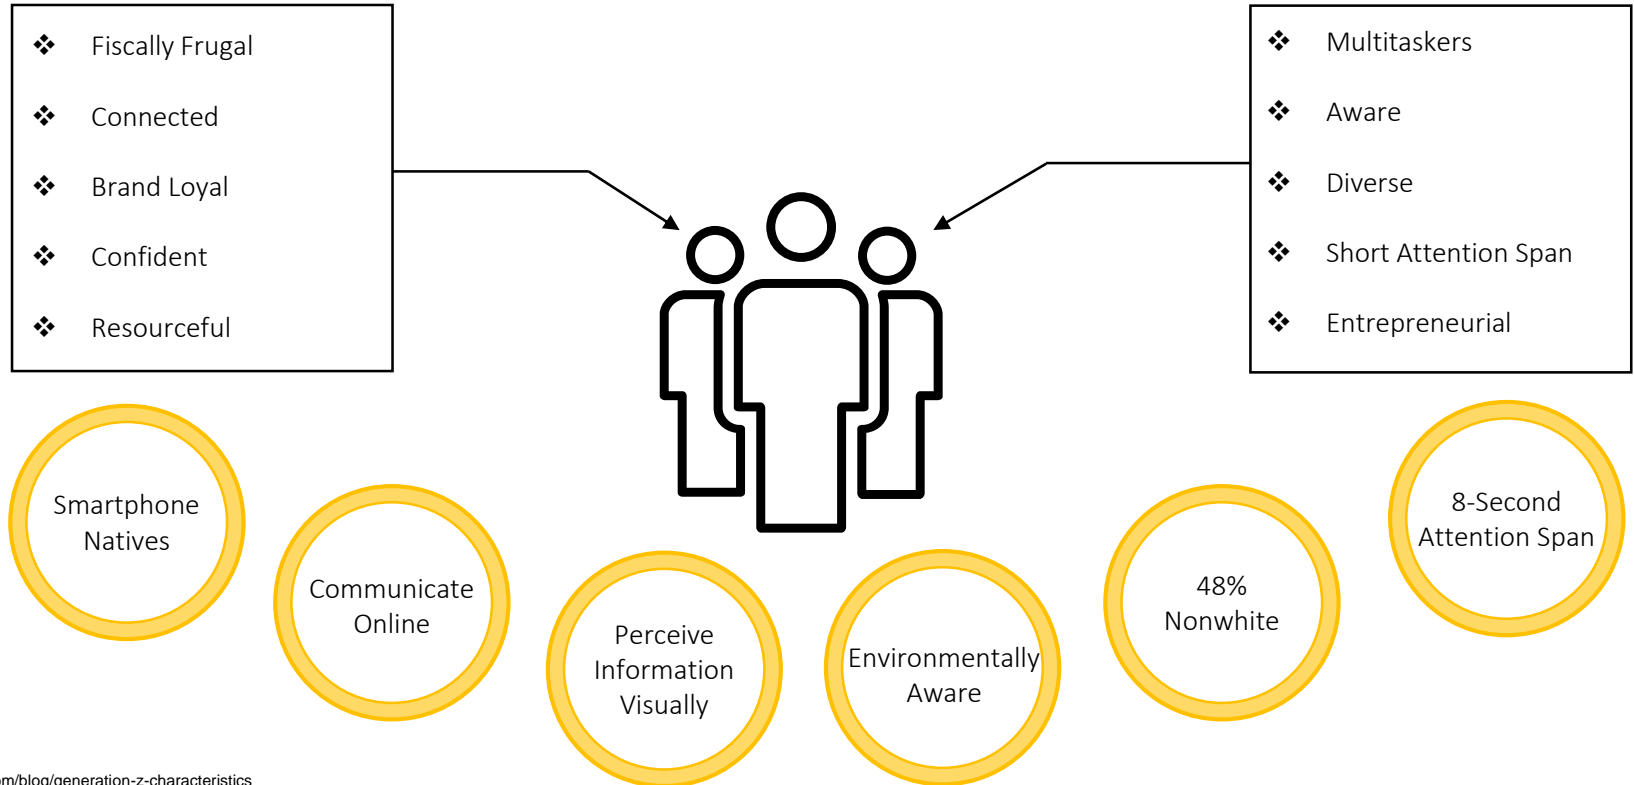 Fiscally Frugal
Connected
Brand Loyal
Confident
Resourceful
Multitaskers
Aware
Diverse
Short Attention Span
Entrepreneurial
Smartphone
Natives
Communicate
Online
Perceive
Information
Visually
Environmentally
Aware
48%
Nonwhite
8-Second
Attention Span
om/blog/generation-z-characteristics